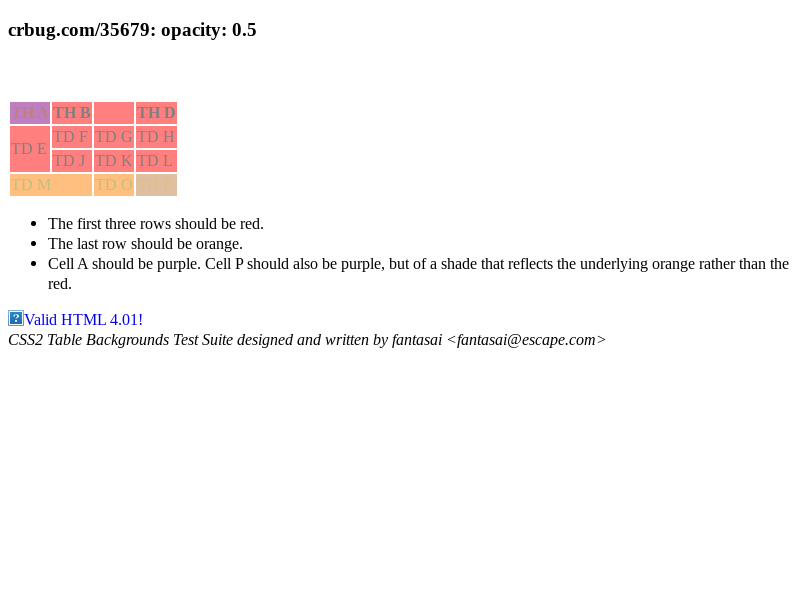 crbug.com/35679: opacity: 0.5
TH A TH B TH D
TD E TD F TD G TD H
TD J TD K TD L
TD M TD O
The first three rows should be red.
The last row should be orange.
Cell A should be purple. Cell P should also be purple, but of a shade that reflects the underlying orange rather than the
red.
?Valid HTML 4.01!
CSS2 Table Backgrounds Test Suite designed and written by fantasai <fantasai@escape.com>